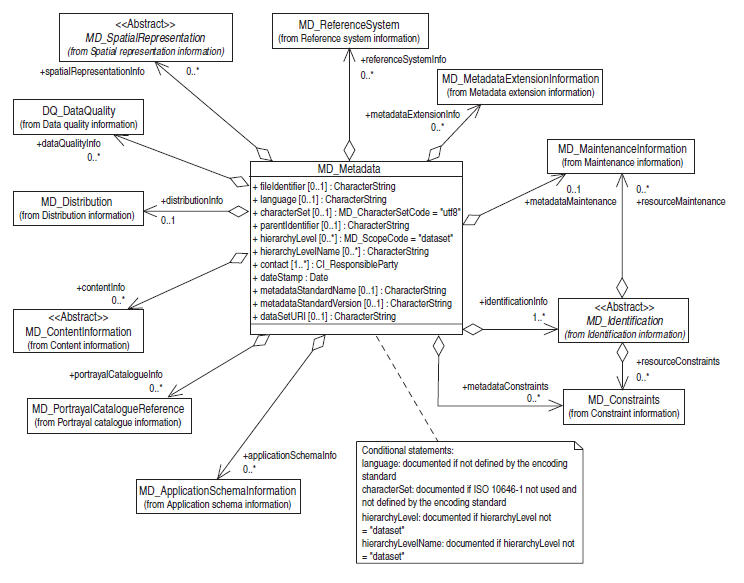 <<Abstract>>
MD_SpatialRepresentation
(from Spatial representation information)
+spatialRepresentationInfo
0..*
MD_ReferenceSystem
(from Reference system information)
+referenceSystemInfo
0..*
MD_MetadataExtensionInformation
(from Metadata extension information)
+metadataExtensionInfo
0..*
DQ_DataQuality
(from Data quality information)
+dataQualityInfo
0..*
MD_MaintenanceInformation
(from Maintenance information)
0..1
+metadataMaintenance
0..*
+resourceMaintenance
MD_Distribution
(from Distribution information)
+distributionInfo
0..1
MD_Metadata
+ fileIdentifier [0..1] : CharacterString
+ language [0..1] : CharacterString
+ characterSet [0..1] : MD_CharacterSetCode = "utf8"
+ parentIdentifier [0..1] : CharacterString
+ hierarchyLevel [0..*] : MD_ScopeCode = "dataset"
+ hierarchyLevelName [0..*] : CharacterString
+ contact [1..*] : CI_ResponsibleParty
+ dateStamp : Date
+ metadataStandardName [0..1] : CharacterString
+ metadataStandardVersion [0..1] : CharacterString
+ dataSetURI [0..1] : CharacterString
+contentInfo
0..*
<<Abstract>>
MD_ContentInformation
(from Content information)
+identificationInfo
1..*
<<Abstract>>
MD_Identification
(from Identification information)
+resourceConstraints
0..*
+metadataConstraints
0..*
MD_Constraints
(from Constraint information)
+portrayalCatalogueInfo
0..*
MD_PortrayalCatalogueReference
(from Portrayal catalogue information)
+applicationSchemaInfo
0..*
MD_ApplicationSchemaInformation
(from Application schema information)
Conditional statements:
language: documented if not defined by the encoding
standard
characterSet: documented if ISO 10646-1 not used and
not defined by the encoding standard
hierarchyLevel: documented if hierarchyLevel not
= "dataset"
hierarchyLevelName: documented if hierarchyLevel not
= "dataset"